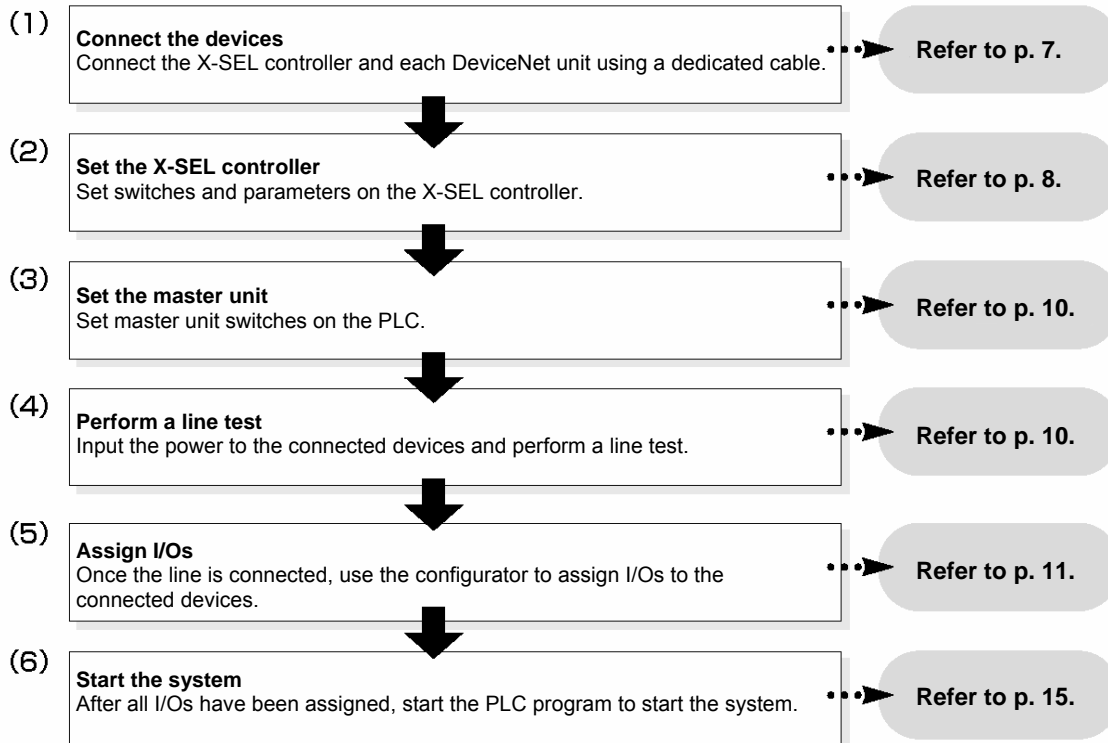 (1)
Connect the devices
Connect the X-SEL controller and each DeviceNet unit using a dedicated cable.
Refer to p. 7.
(2)
Set the X-SEL controller
Set switches and parameters on the X-SEL controller.
Refer to p. 8.
(3)
Set the master unit
Set master unit switches on the PLC.
Refer to p. 10.
(4)
Perform a line test
Input the power to the connected devices and perform a line test.
Refer to p. 10.
(5)
Assign I/Os
Once the line is connected, use the configurator to assign I/Os to the
connected devices.
Refer to p. 11.
(6)
Start the system
After all I/Os have been assigned, start the PLC program to start the system.
Refer to p. 15.